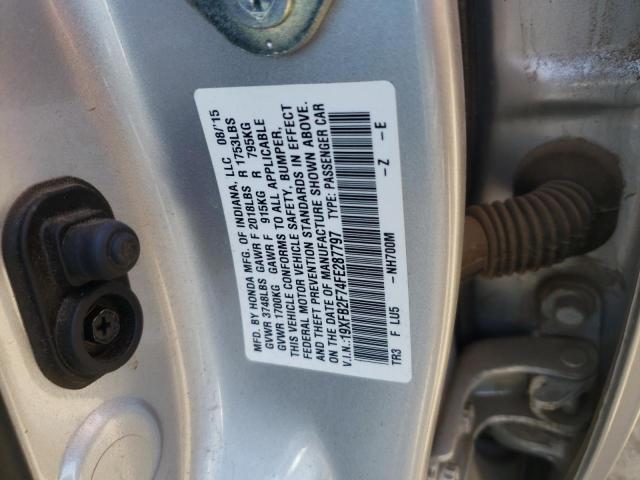 MFD. BY HONDA MFG. OF INDIANA, LLC 08/'15
GVWR 3748LBS GAWR F 2018LBS R 1753LBS
GVWR 1700KG GAWR F 915KG R 795KG
THIS VEHICLE CONFORMS TO ALL APPLICABLE
FEDERAL MOTOR VEHICLE SAFETY, BUMPER,
AND THEFT PREVENTION STANDARDS IN EFFECT
ON THE DATE OF MANUFACTURE SHOWN ABOVE.
V.I.N.:19XFB2F74FE287797 TYPE: PASSENGER CAR
TR3 F LU5 - NH700M - Z - E